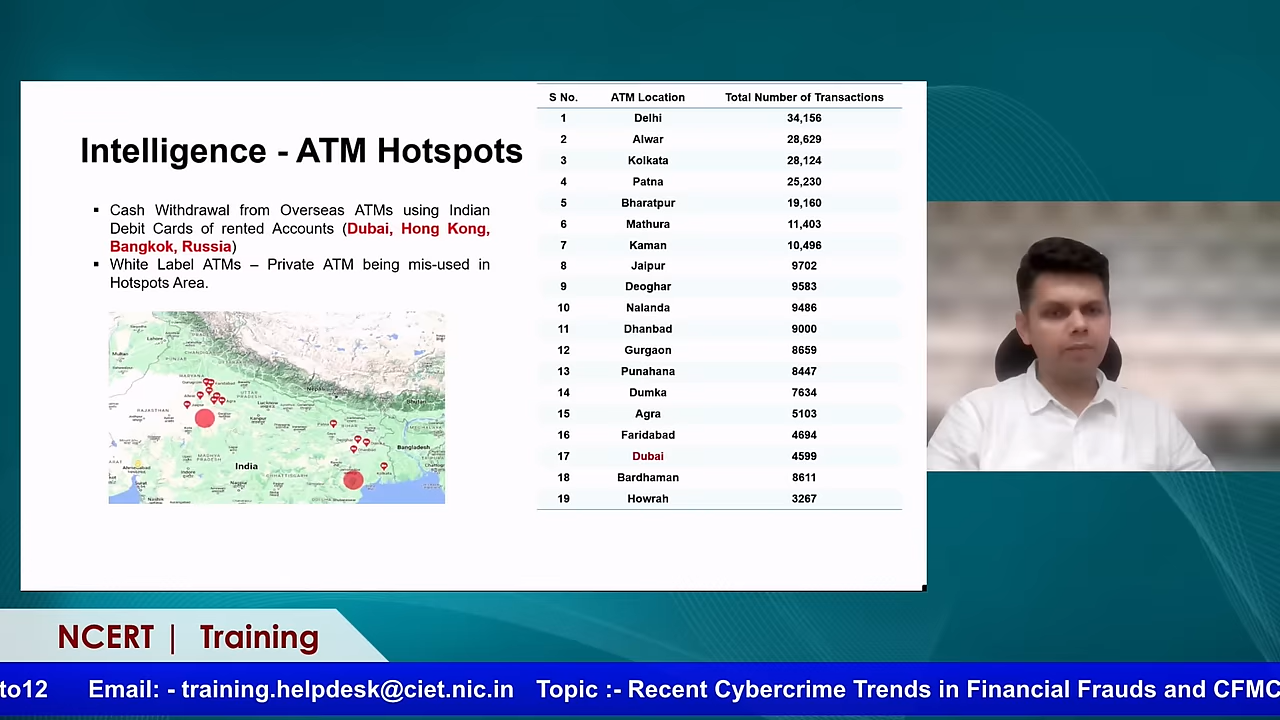 Intelligence - ATM Hotspots
▪ Cash Withdrawal from Overseas ATMs using Indian
Debit Cards of rented Accounts (Dubai, Hong Kong,
Bangkok, Russia)
▪ White Label ATMs – Private ATM being mis-used in
Hotspots Area.
India
Bangladesh
S No. ATM Location Total Number of Transactions
1 Delhi 34,156
2 Alwar 28,629
3 Kolkata 28,124
4 Patna 25,230
5 Bharatpur 19,160
6 Mathura 11,403
7 Kaman 10,496
8 Jaipur 9702
9 Deoghar 9583
10 Nalanda 9486
11 Dhanbad 9000
12 Gurgaon 8659
13 Punahana 8447
14 Dumka 7634
15 Agra 5103
16 Faridabad 4694
17 Dubai 4599
18 Bardhaman 8611
19 Howrah 3267
NCERT | Training
to12 Email: - training.helpdesk@ciet.nic.in Topic :- Recent Cybercrime Trends in Financial Frauds and CFMC